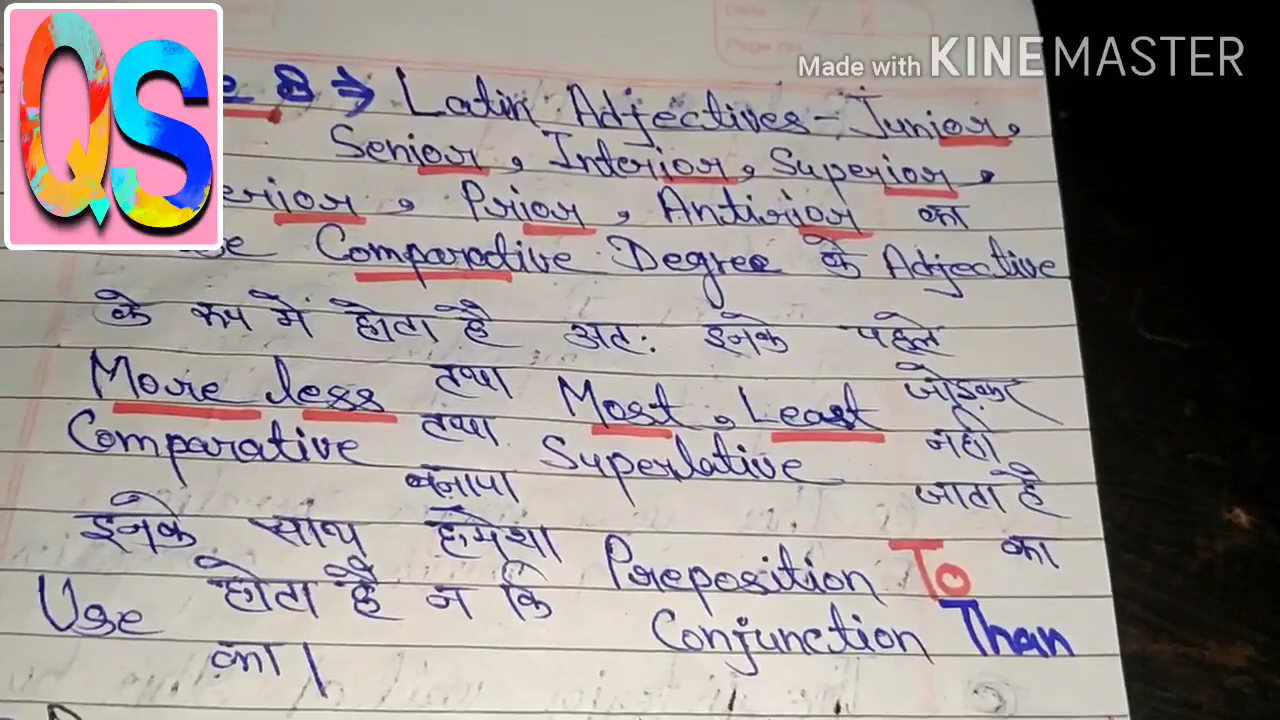 QS
Made with KINEMASTER
8 ⇒ Latin Adjectives - Junior,
Senior, Interior, Superior,
Prior, Antirior का
Comparative Degree के Adjective
के रूप में होता है अतः इनके पहले
More less तथा Most, Least जोड़कर
Comparative तथा Superlative नहीं
बनाया जाता है
इनके साथ हमेशा Preposition To का
Use होता है न कि Conjunction Than
का।